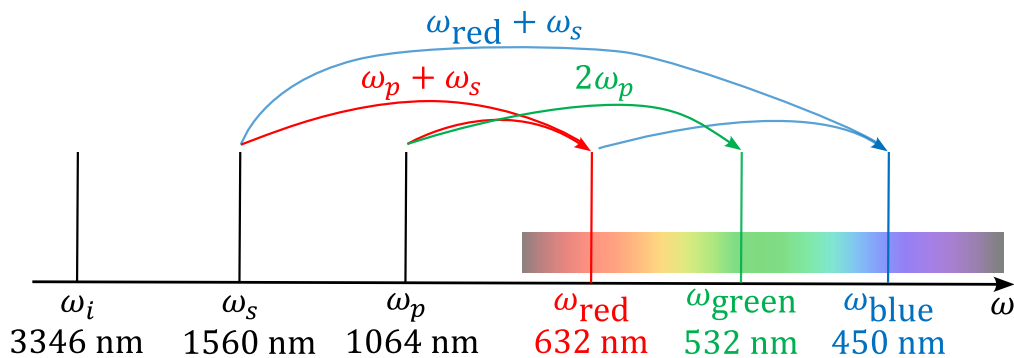 ω_red + ω_s
ω_p + ω_s
2ω_p
ω_i ω_s ω_p ω_red ω_green ω_blue ω
3346 nm 1560 nm 1064 nm 632 nm 532 nm 450 nm